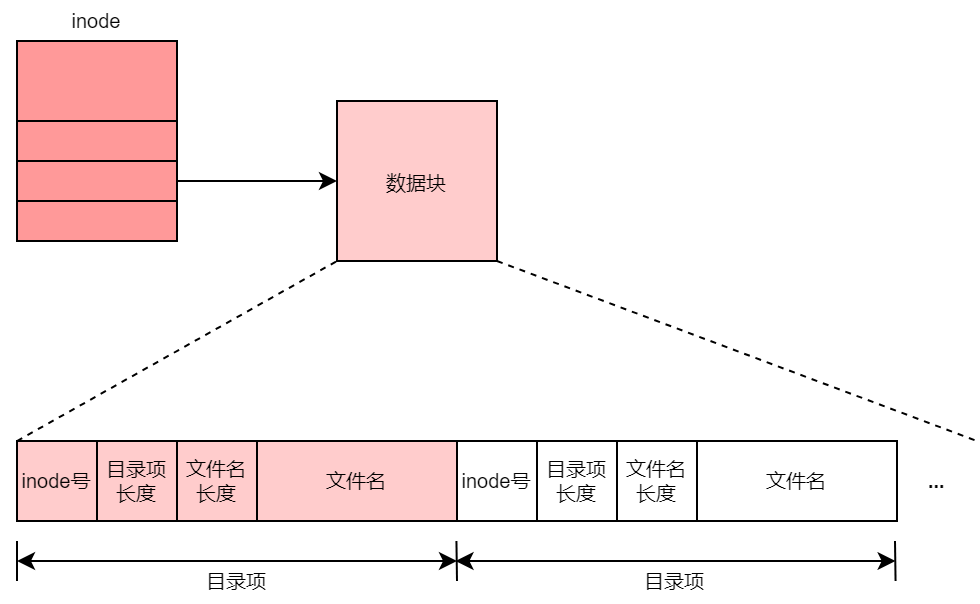 inode
数据块
inode号
目录项
长度
文件名
长度
文件名
inode号
目录项
长度
文件名
长度
文件名
...
目录项
目录项